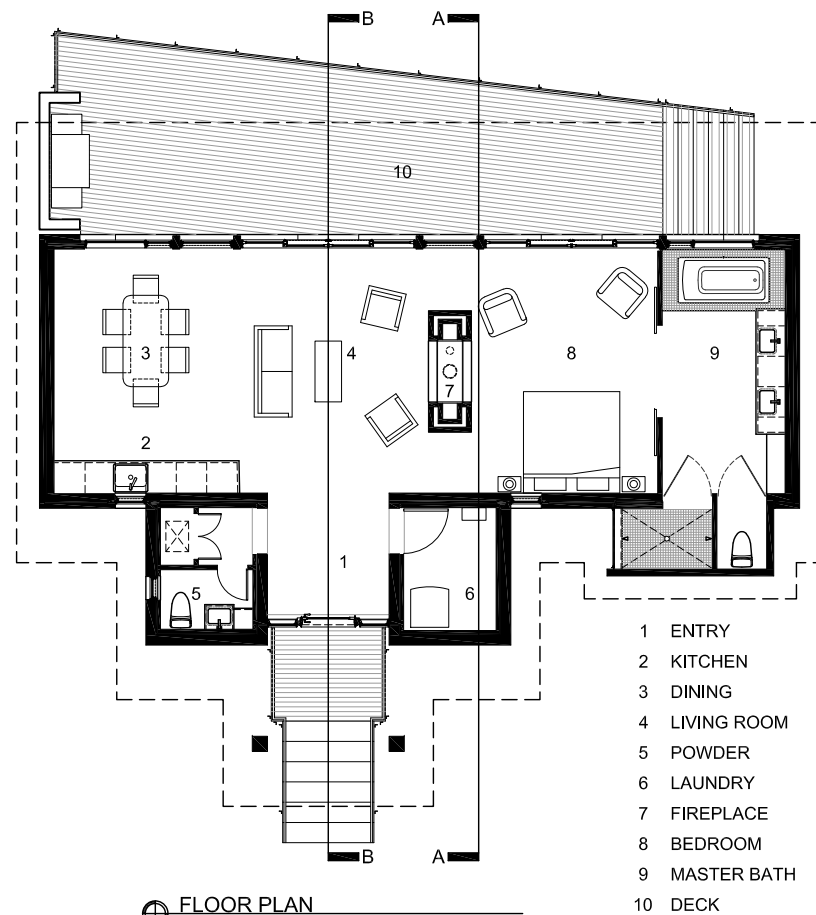 B
A
10
3
4
7
8
9
2
1
5
6
B
A
1 ENTRY
2 KITCHEN
3 DINING
4 LIVING ROOM
5 POWDER
6 LAUNDRY
7 FIREPLACE
8 BEDROOM
9 MASTER BATH
10 DECK
FLOOR PLAN